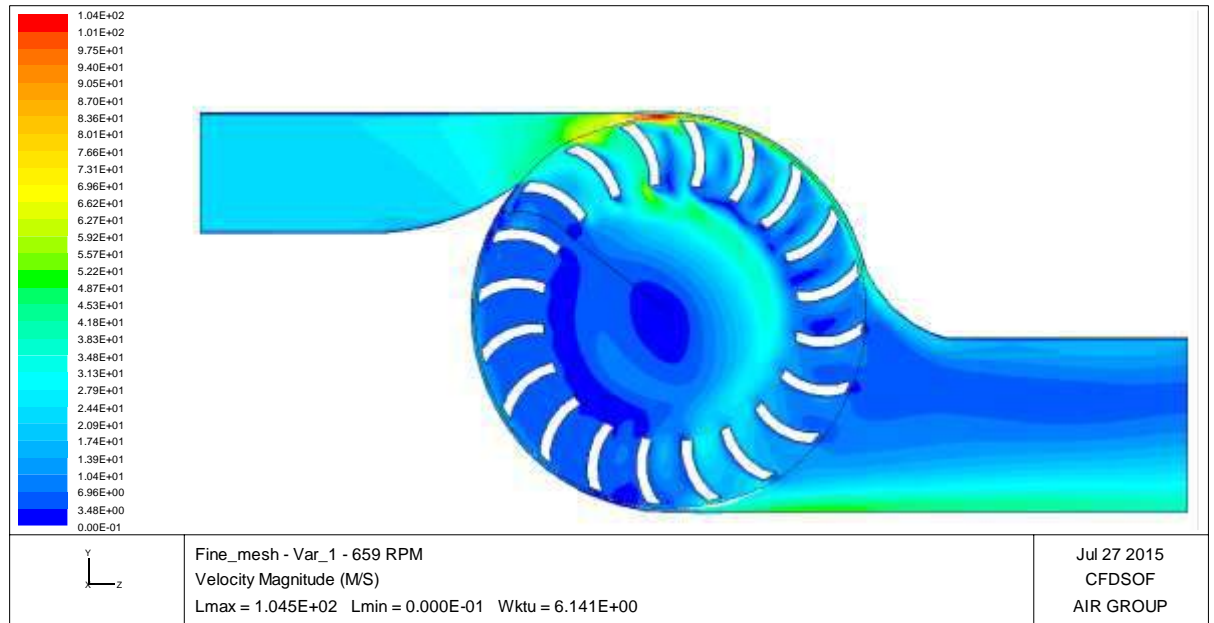 1.04E+02
1.01E+02
9.75E+01
9.40E+01
9.05E+01
8.70E+01
8.36E+01
8.01E+01
7.66E+01
7.31E+01
6.96E+01
6.62E+01
6.27E+01
5.92E+01
5.57E+01
5.22E+01
4.87E+01
4.53E+01
4.18E+01
3.83E+01
3.48E+01
3.13E+01
2.79E+01
2.44E+01
2.09E+01
1.74E+01
1.39E+01
1.04E+01
6.96E+00
3.48E+00
0.00E-01
Y
X Z
Fine_mesh - Var_1 - 659 RPM
Velocity Magnitude (M/S)
Lmax = 1.045E+02 Lmin = 0.000E-01 Wktu = 6.141E+00
Jul 27 2015
CFDSOF
AIR GROUP